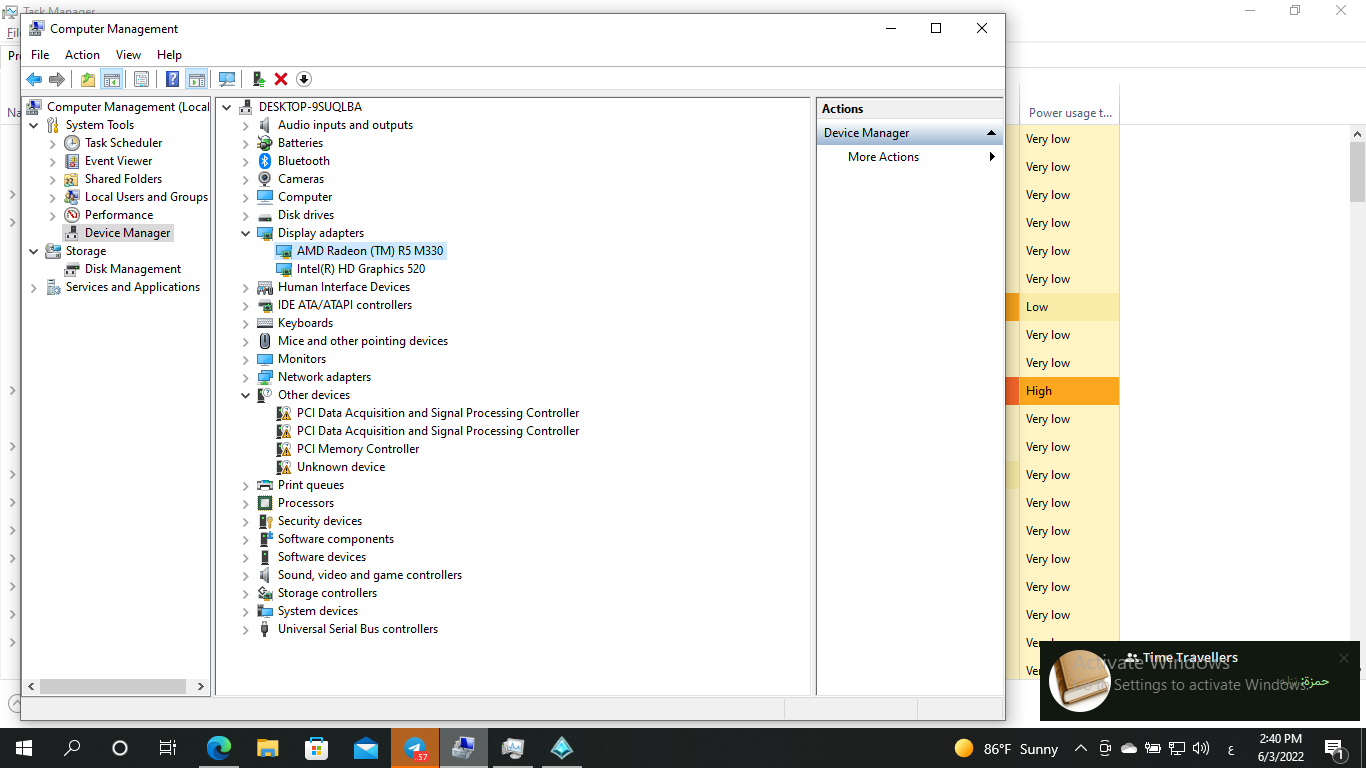 Task Manager
Computer Management
File Action View Help
Computer Management (Local
System Tools
Task Scheduler
Event Viewer
Shared Folders
Local Users and Groups
Performance
Device Manager
Storage
Disk Management
Services and Applications
DESKTOP-9SUQLBA
Audio inputs and outputs
Batteries
Bluetooth
Cameras
Computer
Disk drives
Display adapters
AMD Radeon (TM) R5 M330
Intel(R) HD Graphics 520
Human Interface Devices
IDE ATA/ATAPI controllers
Keyboards
Mice and other pointing devices
Monitors
Network adapters
Other devices
PCI Data Acquisition and Signal Processing Controller
PCI Data Acquisition and Signal Processing Controller
PCI Memory Controller
Unknown device
Print queues
Processors
Security devices
Software components
Software devices
Sound, video and game controllers
Storage controllers
System devices
Universal Serial Bus controllers
Actions
Device Manager
More Actions
Power usage t...
Very low
Very low
Very low
Very low
Very low
Very low
Low
Very low
Very low
High
Very low
Very low
Very low
Very low
Very low
Very low
Very low
Very low
Time Travellers
حمزة:
Activate Windows
Settings to activate Windows.
..57
86°F Sunny
ع
2:40 PM
6/3/2022
1